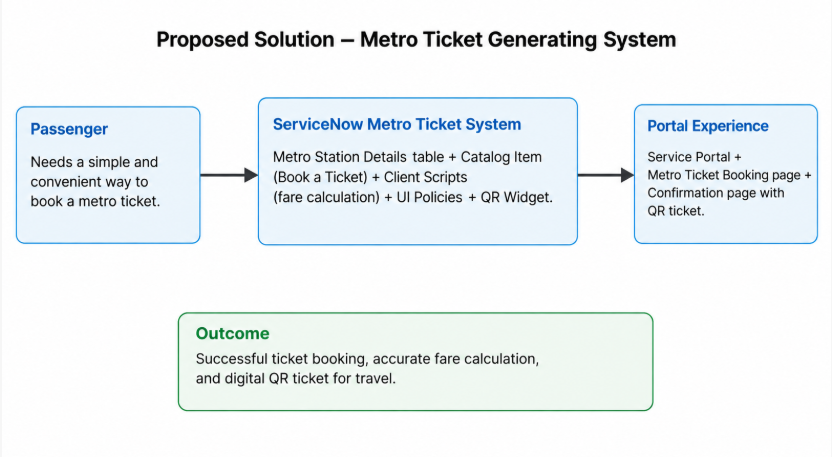 Proposed Solution – Metro Ticket Generating System
Passenger
Needs a simple and
convenient way to
book a metro ticket.
ServiceNow Metro Ticket System
Metro Station Details table + Catalog Item
(Book a Ticket) + Client Scripts
(fare calculation) + UI Policies + QR Widget.
Portal Experience
Service Portal +
Metro Ticket Booking page +
Confirmation page with
QR ticket.
Outcome
Successful ticket booking, accurate fare calculation,
and digital QR ticket for travel.